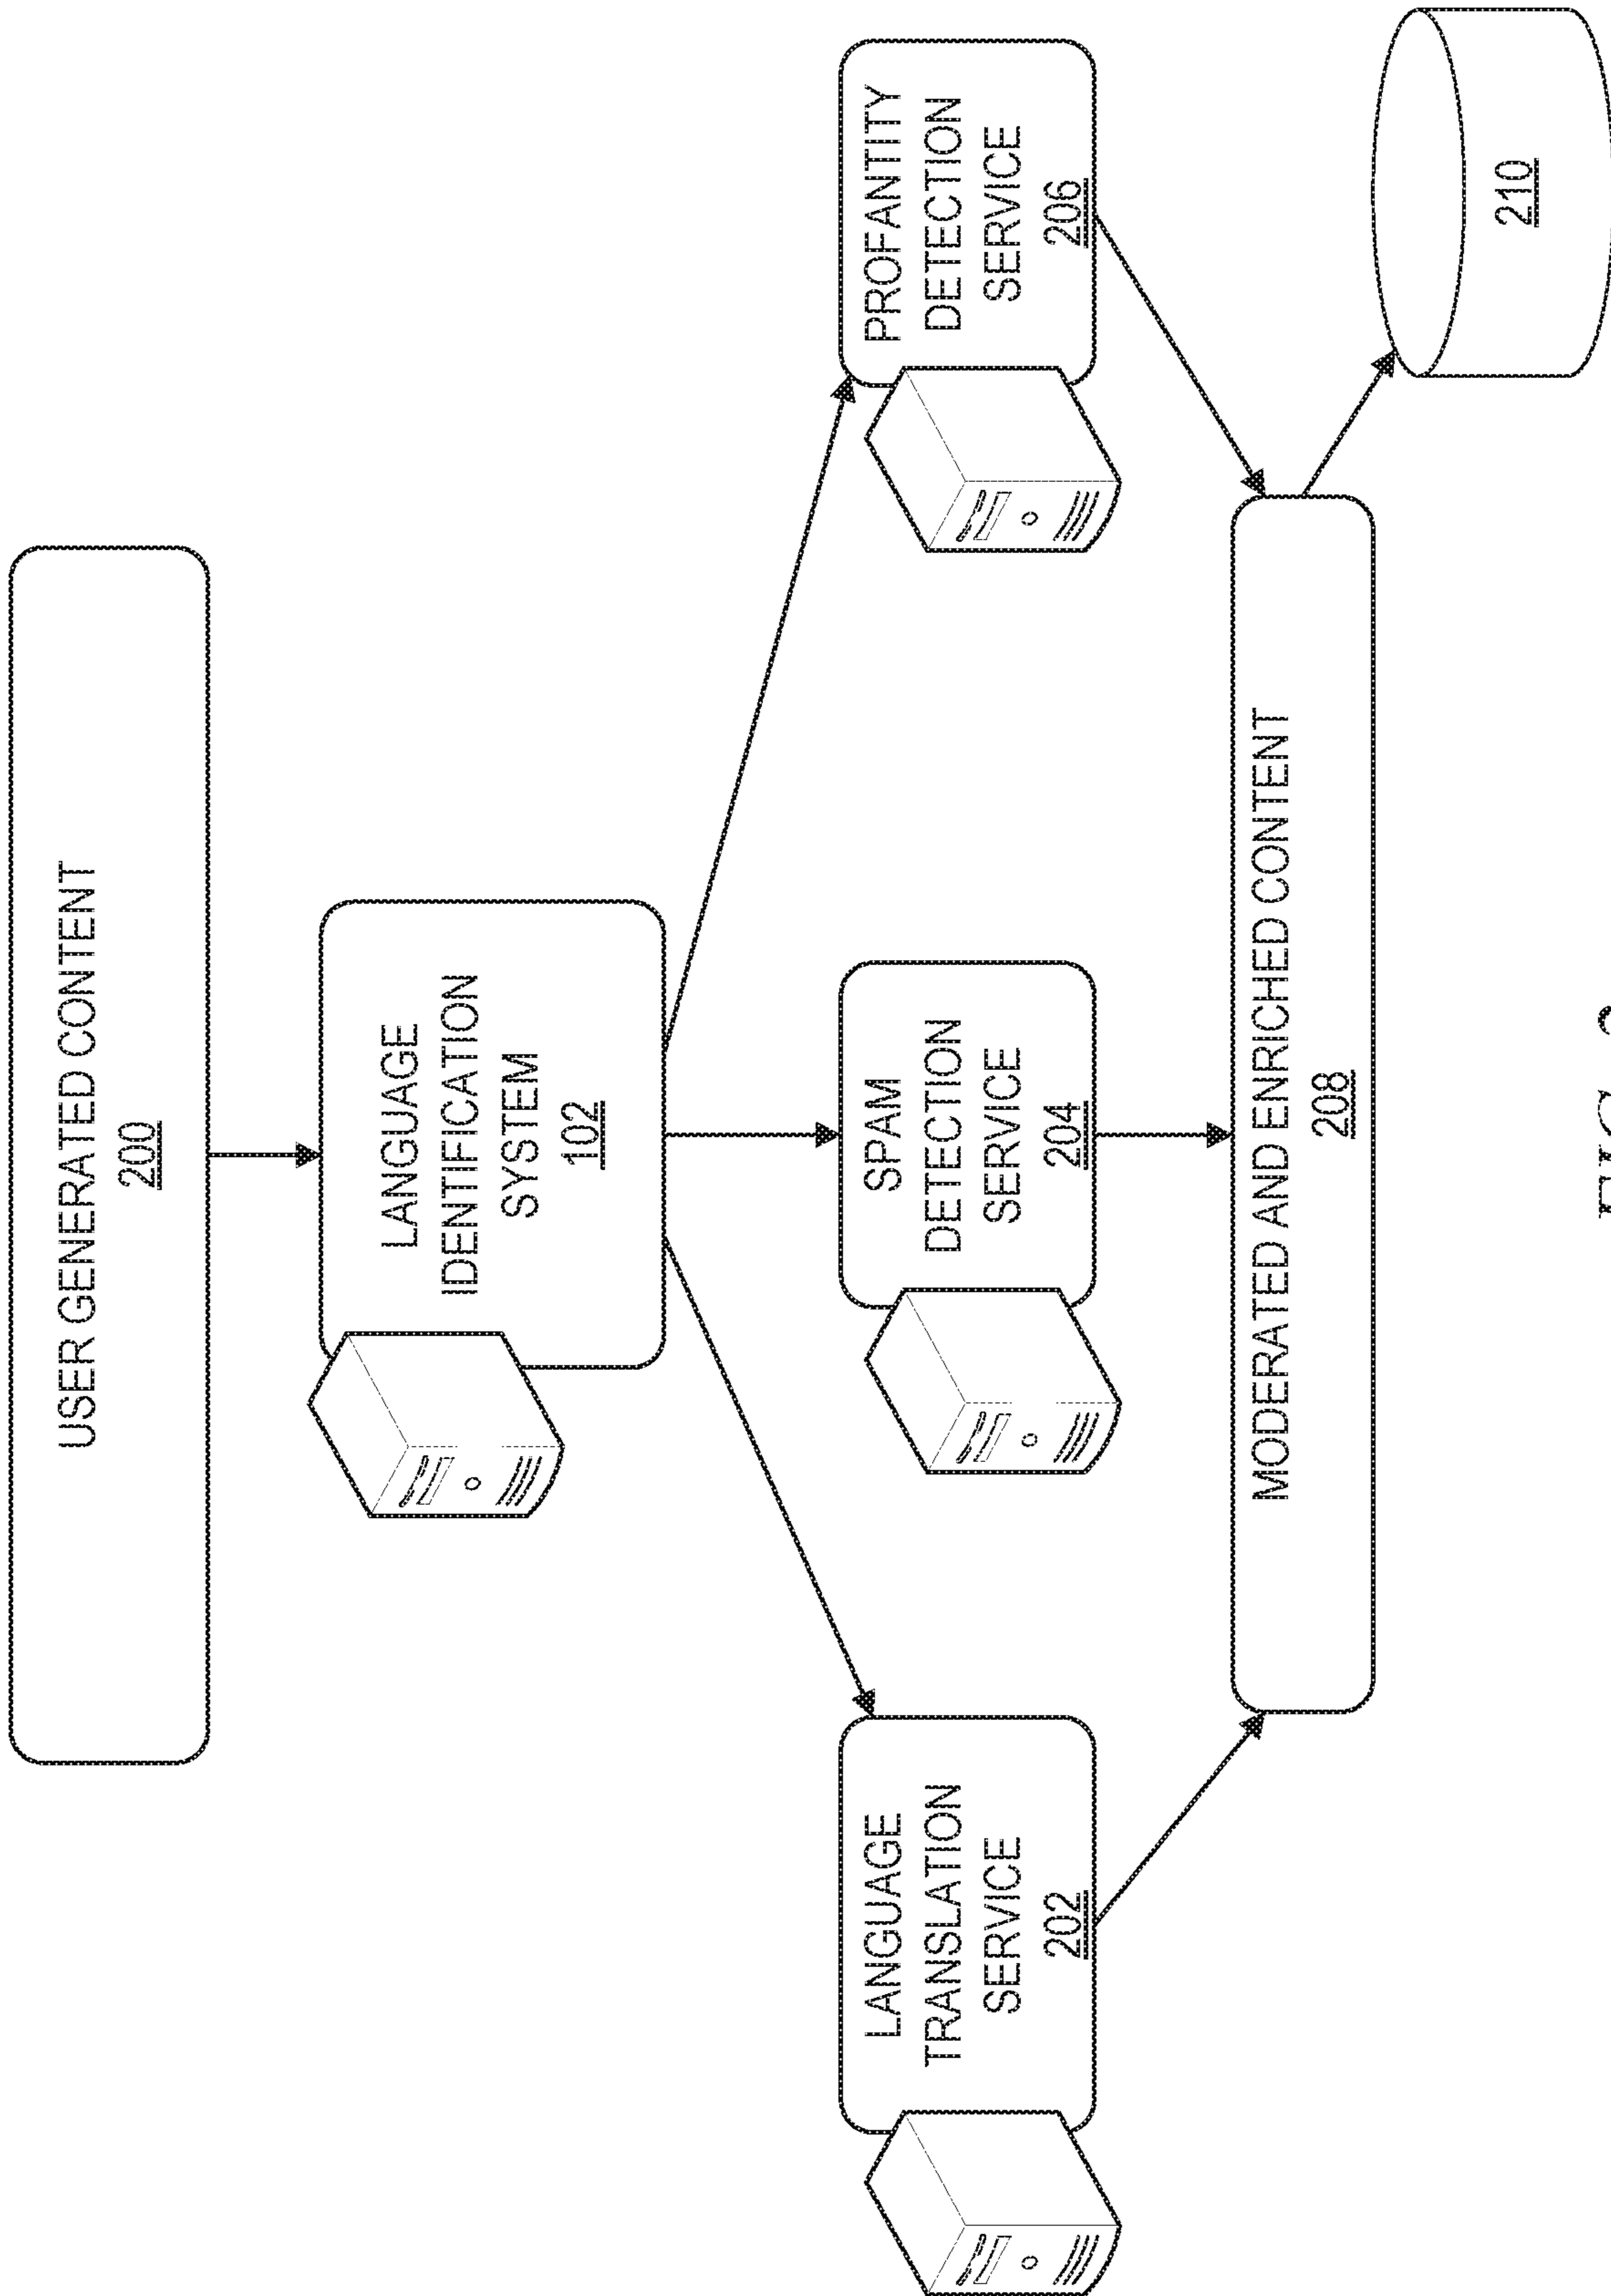 USER GENERATED CONTENT
200
LANGUAGE
IDENTIFICATION
SYSTEM
102
LANGUAGE
TRANSLATION
SERVICE
202
SPAM
DETECTION
SERVICE
204
PROFANTITY
DETECTION
SERVICE
206
MODERATED AND ENRICHED CONTENT
208
210